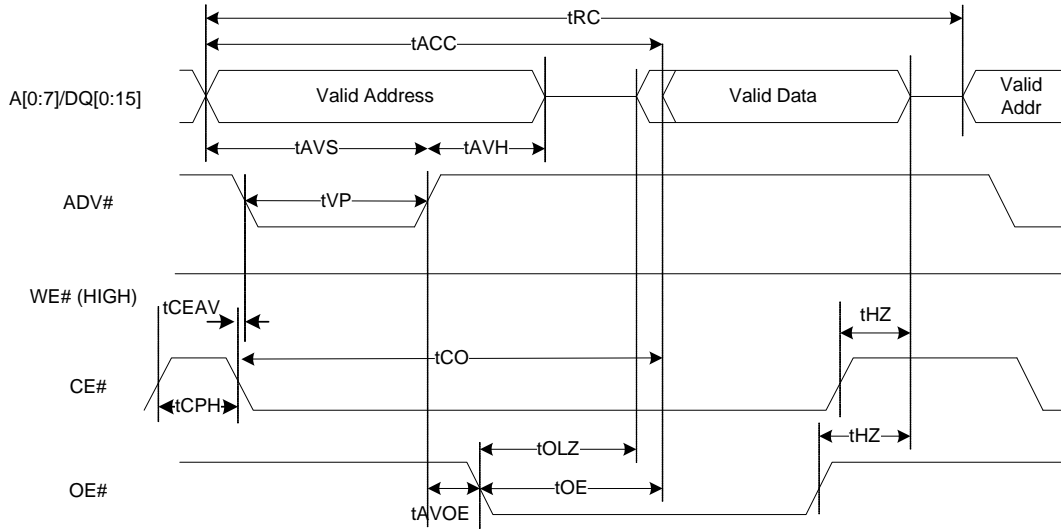 tRC
tACC
A[0:7]/DQ[0:15]
Valid Address
Valid Data
Valid
Addr
tAVS
tAVH
ADV#
tVP
WE# (HIGH)
tCEAV
tHZ
tCO
CE#
tCPH
tHZ
tOLZ
OE#
tOE
tAVOE